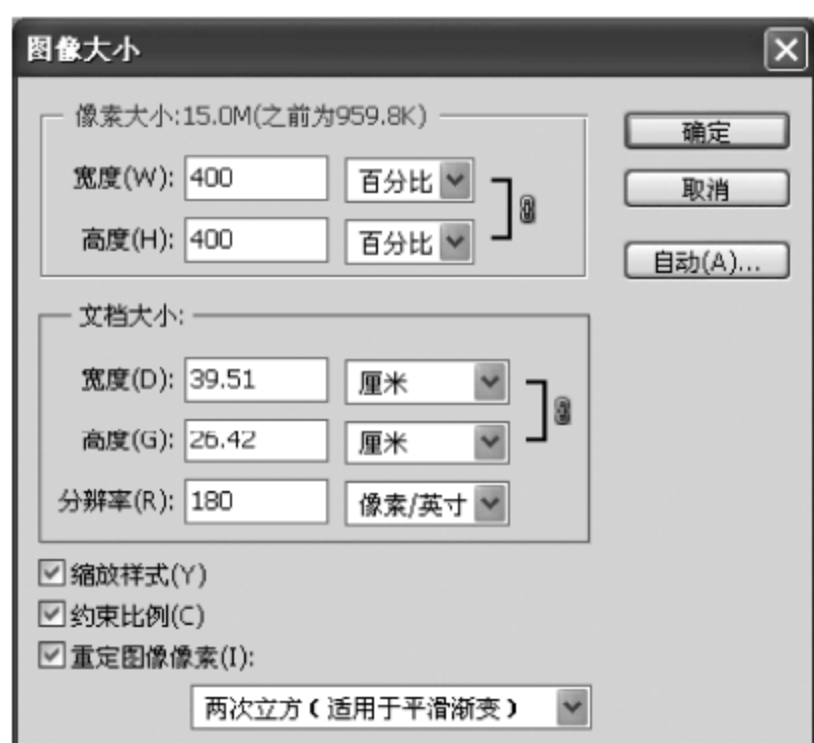 图像大小
像素大小:15.0M(之前为959.8K)
宽度(W): 400 百分比
高度(H): 400 百分比
确定
取消
自动(A)...
文档大小:
宽度(D): 39.51 厘米
高度(G): 26.42 厘米
分辨率(R): 180 像素/英寸
缩放样式(Y)
约束比例(C)
重定图像像素(I):
两次立方(适用于平滑渐变)